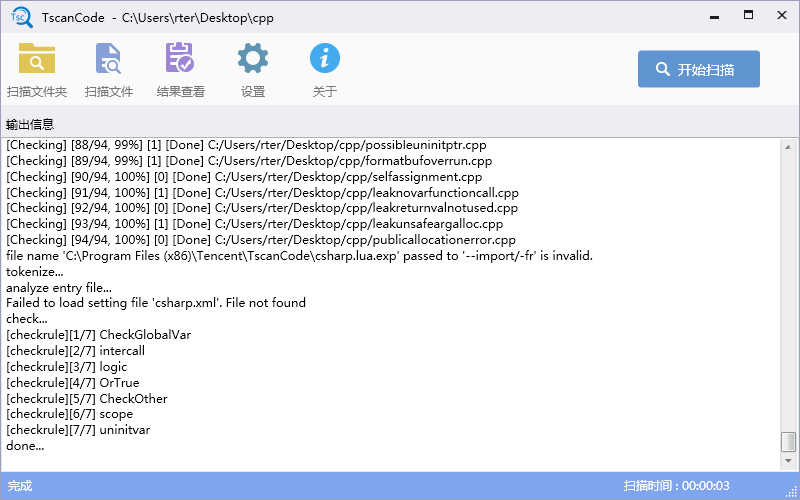 Tsc TscanCode - C:\Users\rter\Desktop\cpp
扫描文件夹 扫描文件 结果查看 设置 关于 开始扫描
输出信息
[Checking] [88/94, 99%] [1] [Done] C:/Users/rter/Desktop/cpp/possibleuninitptr.cpp
[Checking] [89/94, 99%] [1] [Done] C:/Users/rter/Desktop/cpp/formatbufoverrun.cpp
[Checking] [90/94, 100%] [0] [Done] C:/Users/rter/Desktop/cpp/selfassignment.cpp
[Checking] [91/94, 100%] [1] [Done] C:/Users/rter/Desktop/cpp/leaknovarfunctioncall.cpp
[Checking] [92/94, 100%] [0] [Done] C:/Users/rter/Desktop/cpp/leakreturnvalnotused.cpp
[Checking] [93/94, 100%] [1] [Done] C:/Users/rter/Desktop/cpp/leakunsafeargalloc.cpp
[Checking] [94/94, 100%] [0] [Done] C:/Users/rter/Desktop/cpp/publicallocationerror.cpp
file name 'C:\Program Files (x86)\Tencent\TscanCode\csharp.lua.exp' passed to '--import/-fr' is invalid.
tokenize...
analyze entry file...
Failed to load setting file 'csharp.xml'. File not found
check...
[checkrule][1/7] CheckGlobalVar
[checkrule][2/7] intercall
[checkrule][3/7] logic
[checkrule][4/7] OrTrue
[checkrule][5/7] CheckOther
[checkrule][6/7] scope
[checkrule][7/7] uninitvar
done...
完成 扫描时间 : 00:00:03